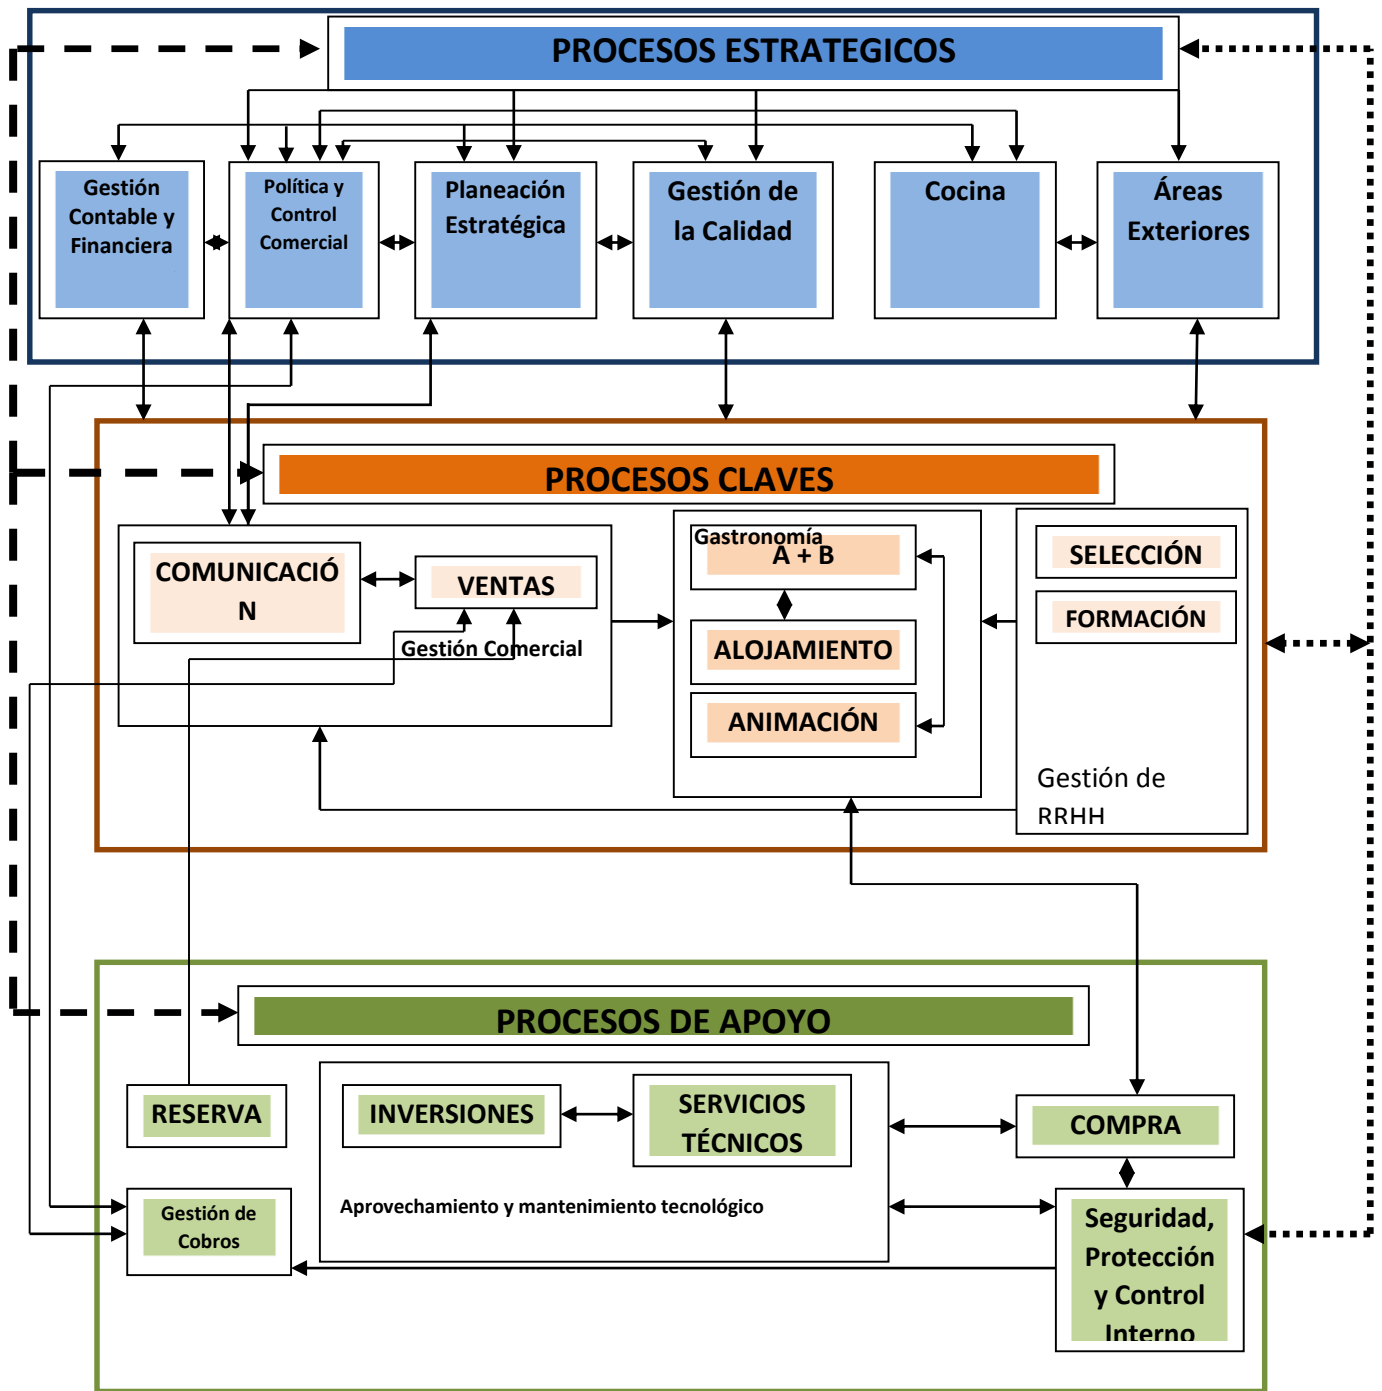 PROCESOS ESTRATEGICOS
Gestión
Contable y
Financiera
Política y
Control
Comercial
Planeación
Estratégica
Gestión de
la Calidad
Cocina
Áreas
Exteriores
PROCESOS CLAVES
COMUNICACIÓ
N
VENTAS
Gestión Comercial
Gastronomía
A + B
ALOJAMIENTO
ANIMACIÓN
SELECCIÓN
FORMACIÓN
Gestión de
RRHH
PROCESOS DE APOYO
RESERVA
INVERSIONES
SERVICIOS
TÉCNICOS
COMPRA
Aprovechamiento y mantenimiento tecnológico
Gestión de
Cobros
Seguridad,
Protección
y Control
Interno